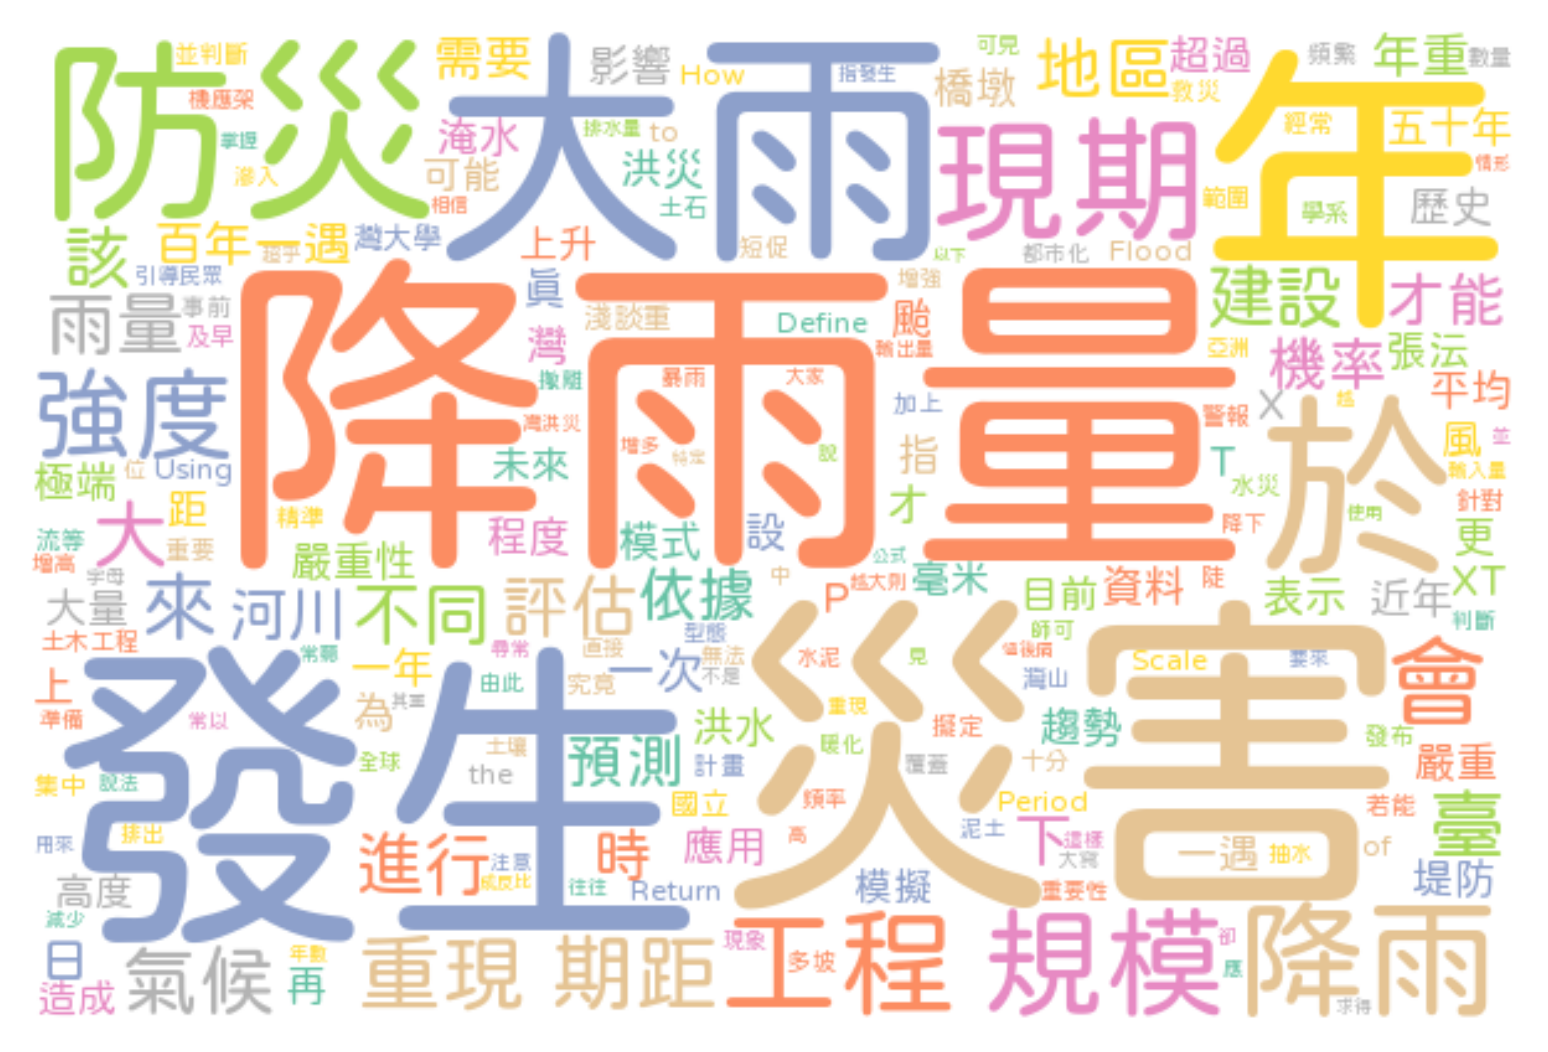 防災
並判斷
機應架
掌握
滲入
需要
淹水
可能
相信
大雨
影響
How
排水量
to
洪災
土石
指發生
橋墩
可見
地區
超過
救災
頻繁
年重
數量
五十年
經常
情形
年
現期
範圍
學系
歷史
該
百年一遇
超乎
灣大學
上升
短促
以下
都市化
Flood
引導民眾
雨量
事前
及早
降雨量
真
灣
撤離
淺談重
Define
增強
颱
輸出量
建設
才能
亞洲
機率
張沄
平均
強度
暴雨
大家
加上
X
越
灣洪災
增多
特定
說
警報
於
風
並
極端
位
Using
未來
指
T
水災
輸入量
大
距
精準
程度
模式
設
才
降下
使用
針對
更
流等
增高
重要
嚴重性
公式
字母
大量
來
河川
不同
評估
依據
中
P
越大則
毫米
目前
資料
陡
表示
近年
XT
判斷
土木工程
常聽
尋常
直接
型態
無法
不是
一次
水泥
見
師可
Scale
要來
會
上
準備
發生
常以
一年
為
其至
由此
究竟
災害
重現
灣山
擬定
趨勢
發布
嚴重
集中
說法
全球
土壤
the
預測
洪水
計畫
暖化
覆蓋
十分
國立
頻率
Period
若能
臺
用來
排出
進行
注意
成反比
時
往往
應用
高
Return
模擬
泥土
下
這樣
大窩
重要性
一遇
抽水
of
堤防
高度
減少
日
造成
氣候
年數
再
重現
期距
工程
現象
多坡
規模
卻
應
降雨
求得